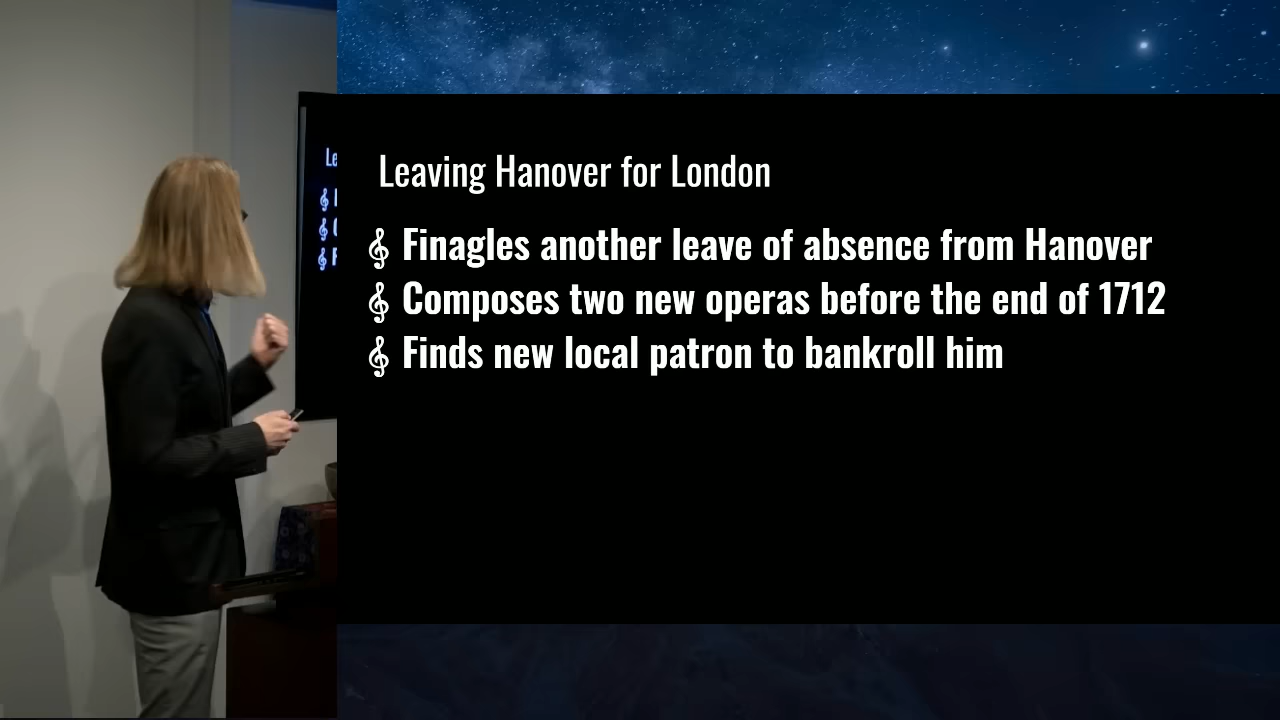 Leaving Hanover for London
Finagles another leave of absence from Hanover
Composes two new operas before the end of 1712
Finds new local patron to bankroll him
Le